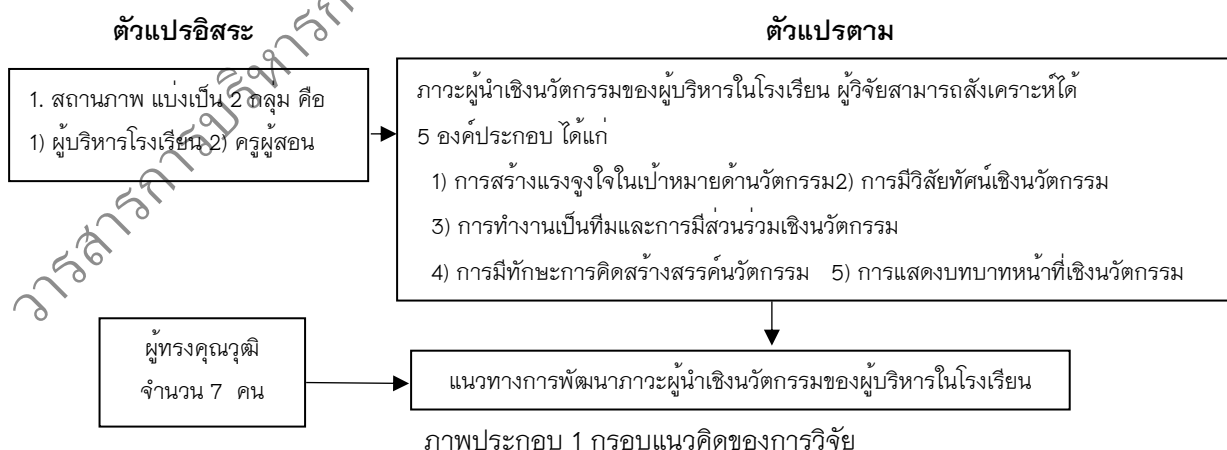 ตัวแปรอิสระ
ตัวแปรตาม
1. สถานภาพ แบ่งเป็น 2 กลุ่ม คือ
1) ผู้บริหารโรงเรียน 2) ครูผู้สอน
ภาวะผู้นำเชิงนวัตกรรมของผู้บริหารในโรงเรียน ผู้วิจัยสามารถสังเคราะห์ได้
5 องค์ประกอบ ได้แก่
1) การสร้างแรงจูงใจในเป้าหมายด้านวัตกรรม2) การมีวิสัยทัศน์เชิงนวัตกรรม
3) การทำงานเป็นทีมและการมีส่วนร่วมเชิงนวัตกรรม
4) การมีทักษะการคิดสร้างสรรค์นวัตกรรม 5) การแสดงบทบาทหน้าที่เชิงนวัตกรรม
ผู้ทรงคุณวุฒิ
จำนวน 7 คน
แนวทางการพัฒนาภาวะผู้นำเชิงนวัตกรรมของผู้บริหารในโรงเรียน
ภาพประกอบ 1 กรอบแนวคิดของการวิจัย
วารสารการบริหารก